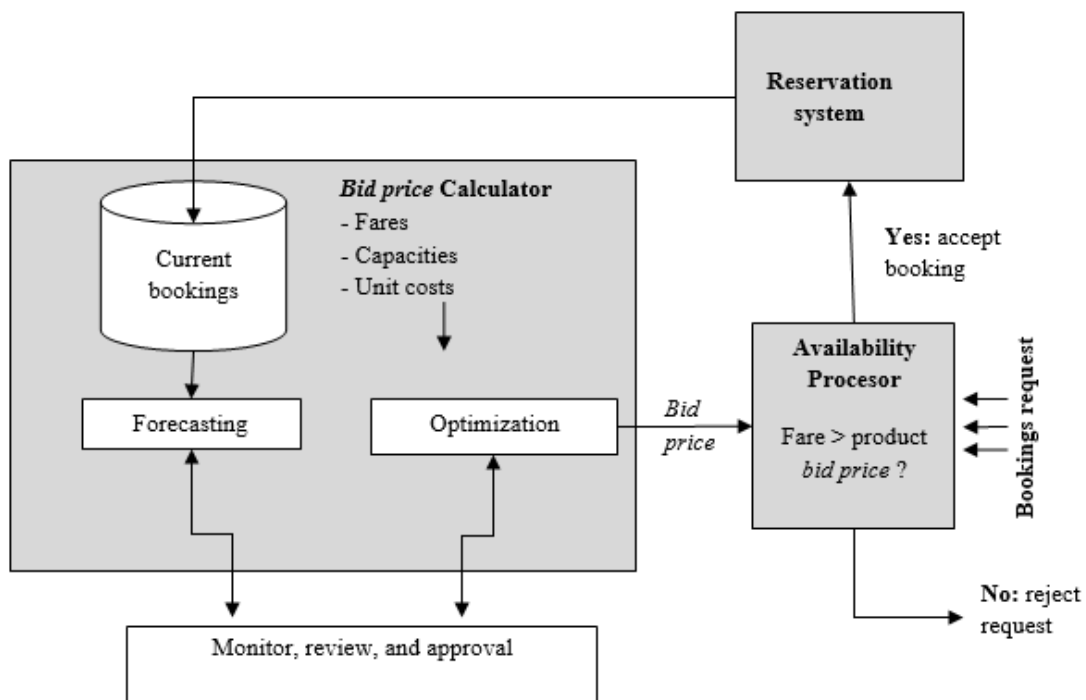 Reservation
system
Bid price Calculator
- Fares
- Capacities
- Unit costs
Current
bookings
Yes: accept
booking
Availability
Procesor
Fare > product
bid price ?
Bookings request
Forecasting
Optimization
Bid
price
No: reject
request
Monitor, review, and approval